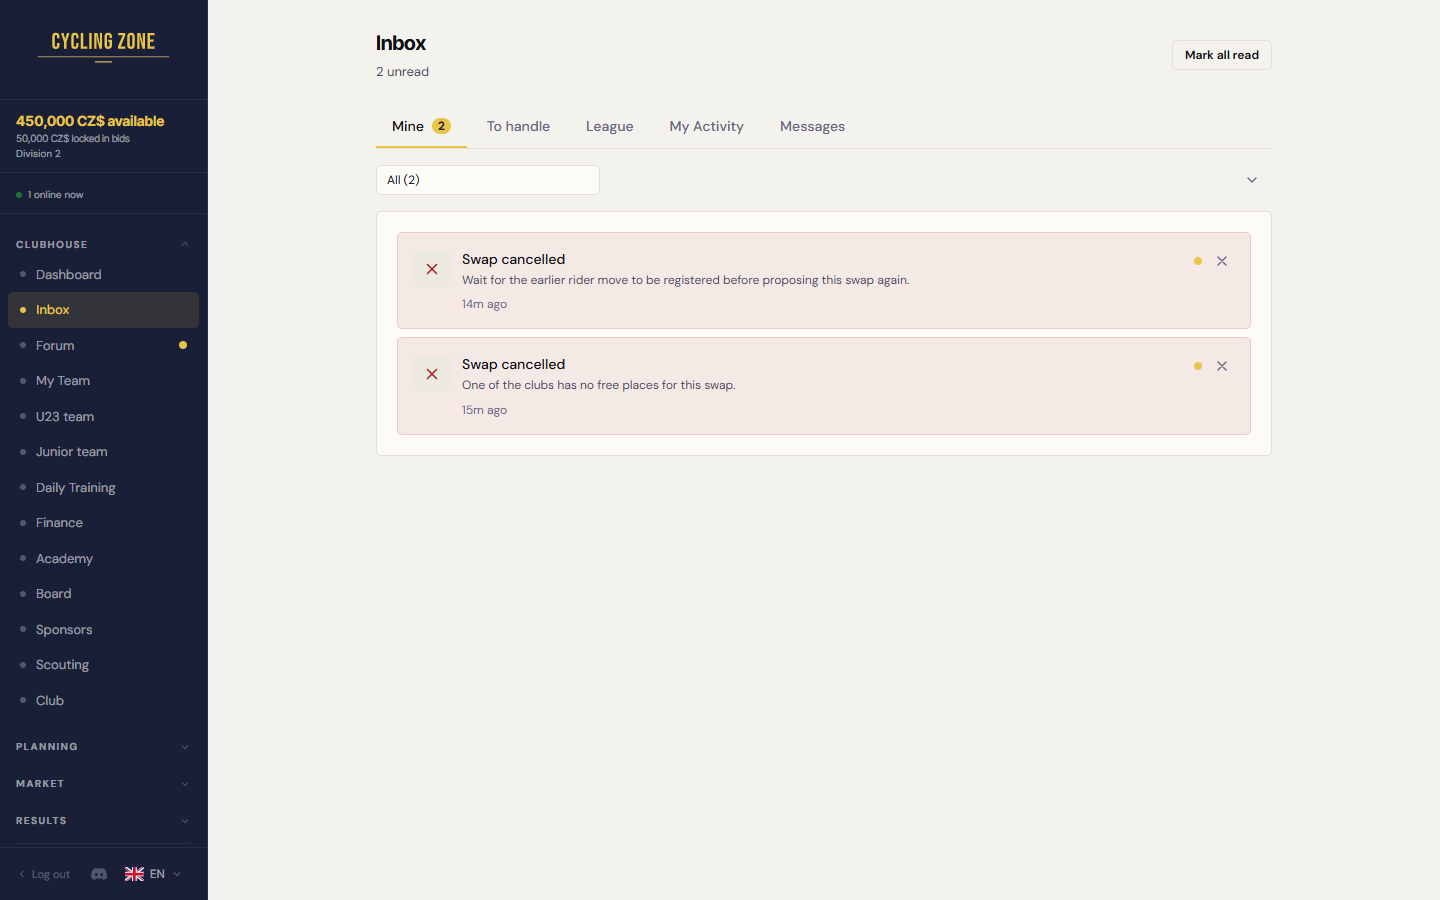 CYCLING ZONE
450,000 CZ$ available
50,000 CZ$ locked in bids
Division 2
1 online now
CLUBHOUSE
Dashboard
Inbox
Forum
My Team
U23 team
Junior team
Daily Training
Finance
Academy
Board
Sponsors
Scouting
Club
PLANNING
MARKET
RESULTS
Log out
EN
Inbox
2 unread
Mark all read
Mine 2 To handle League My Activity Messages
All (2)
Swap cancelled
Wait for the earlier rider move to be registered before proposing this swap again.
14m ago
Swap cancelled
One of the clubs has no free places for this swap.
15m ago